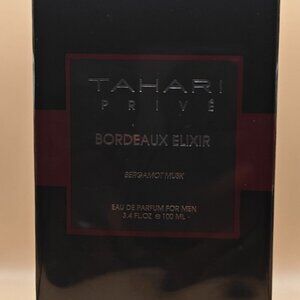 TAHARI
PRIVÉ
BORDEAUX ELIXIR
BERGAMOT MUSK
EAU DE PARFUM FOR MEN
3.4 FL.OZ ℮ 100 ML